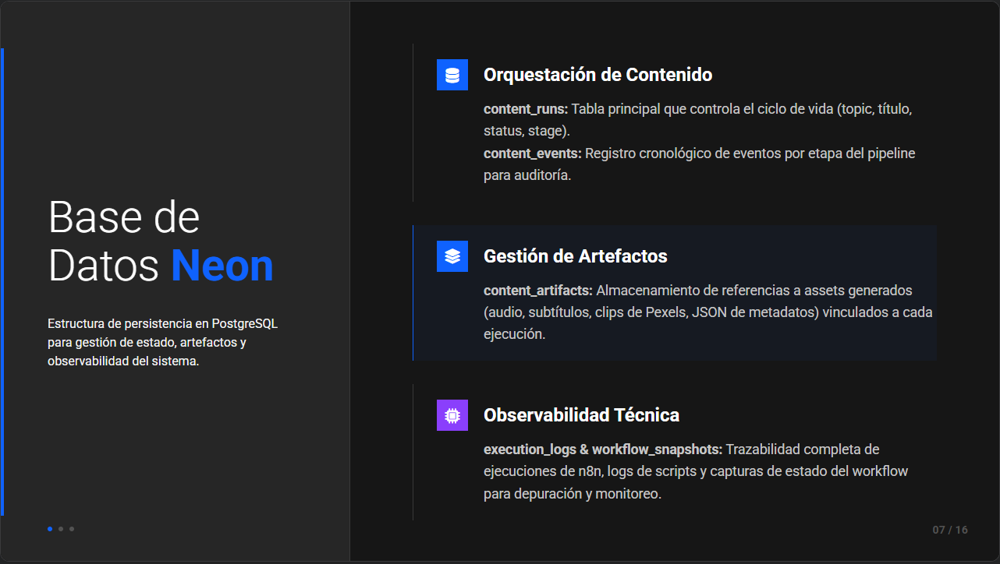 Base de
Datos Neon
Estructura de persistencia en PostgreSQL
para gestión de estado, artefactos y
observabilidad del sistema.
Orquestación de Contenido
content_runs: Tabla principal que controla el ciclo de vida (topic, título,
status, stage).
content_events: Registro cronológico de eventos por etapa del pipeline
para auditoría.
Gestión de Artefactos
content_artifacts: Almacenamiento de referencias a assets generados
(audio, subtítulos, clips de Pexels, JSON de metadatos) vinculados a cada
ejecución.
Observabilidad Técnica
execution_logs & workflow_snapshots: Trazabilidad completa de
ejecuciones de n8n, logs de scripts y capturas de estado del workflow
para depuración y monitoreo.
07 / 16